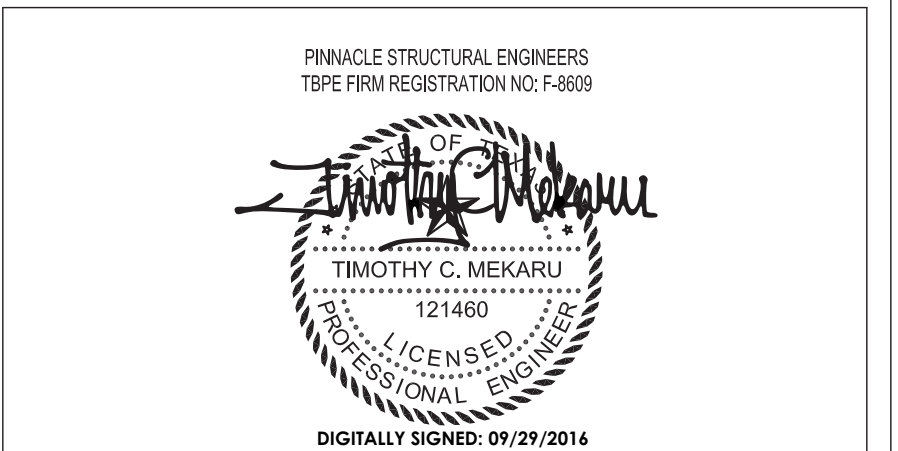 PINNACLE STRUCTURAL ENGINEERS
TBPE FIRM REGISTRATION NO: F-8609
STATE OF TEXAS
Timothy C Mekaru
TIMOTHY C. MEKARU
121460
LICENSED
PROFESSIONAL ENGINEER
DIGITALLY SIGNED: 09/29/2016